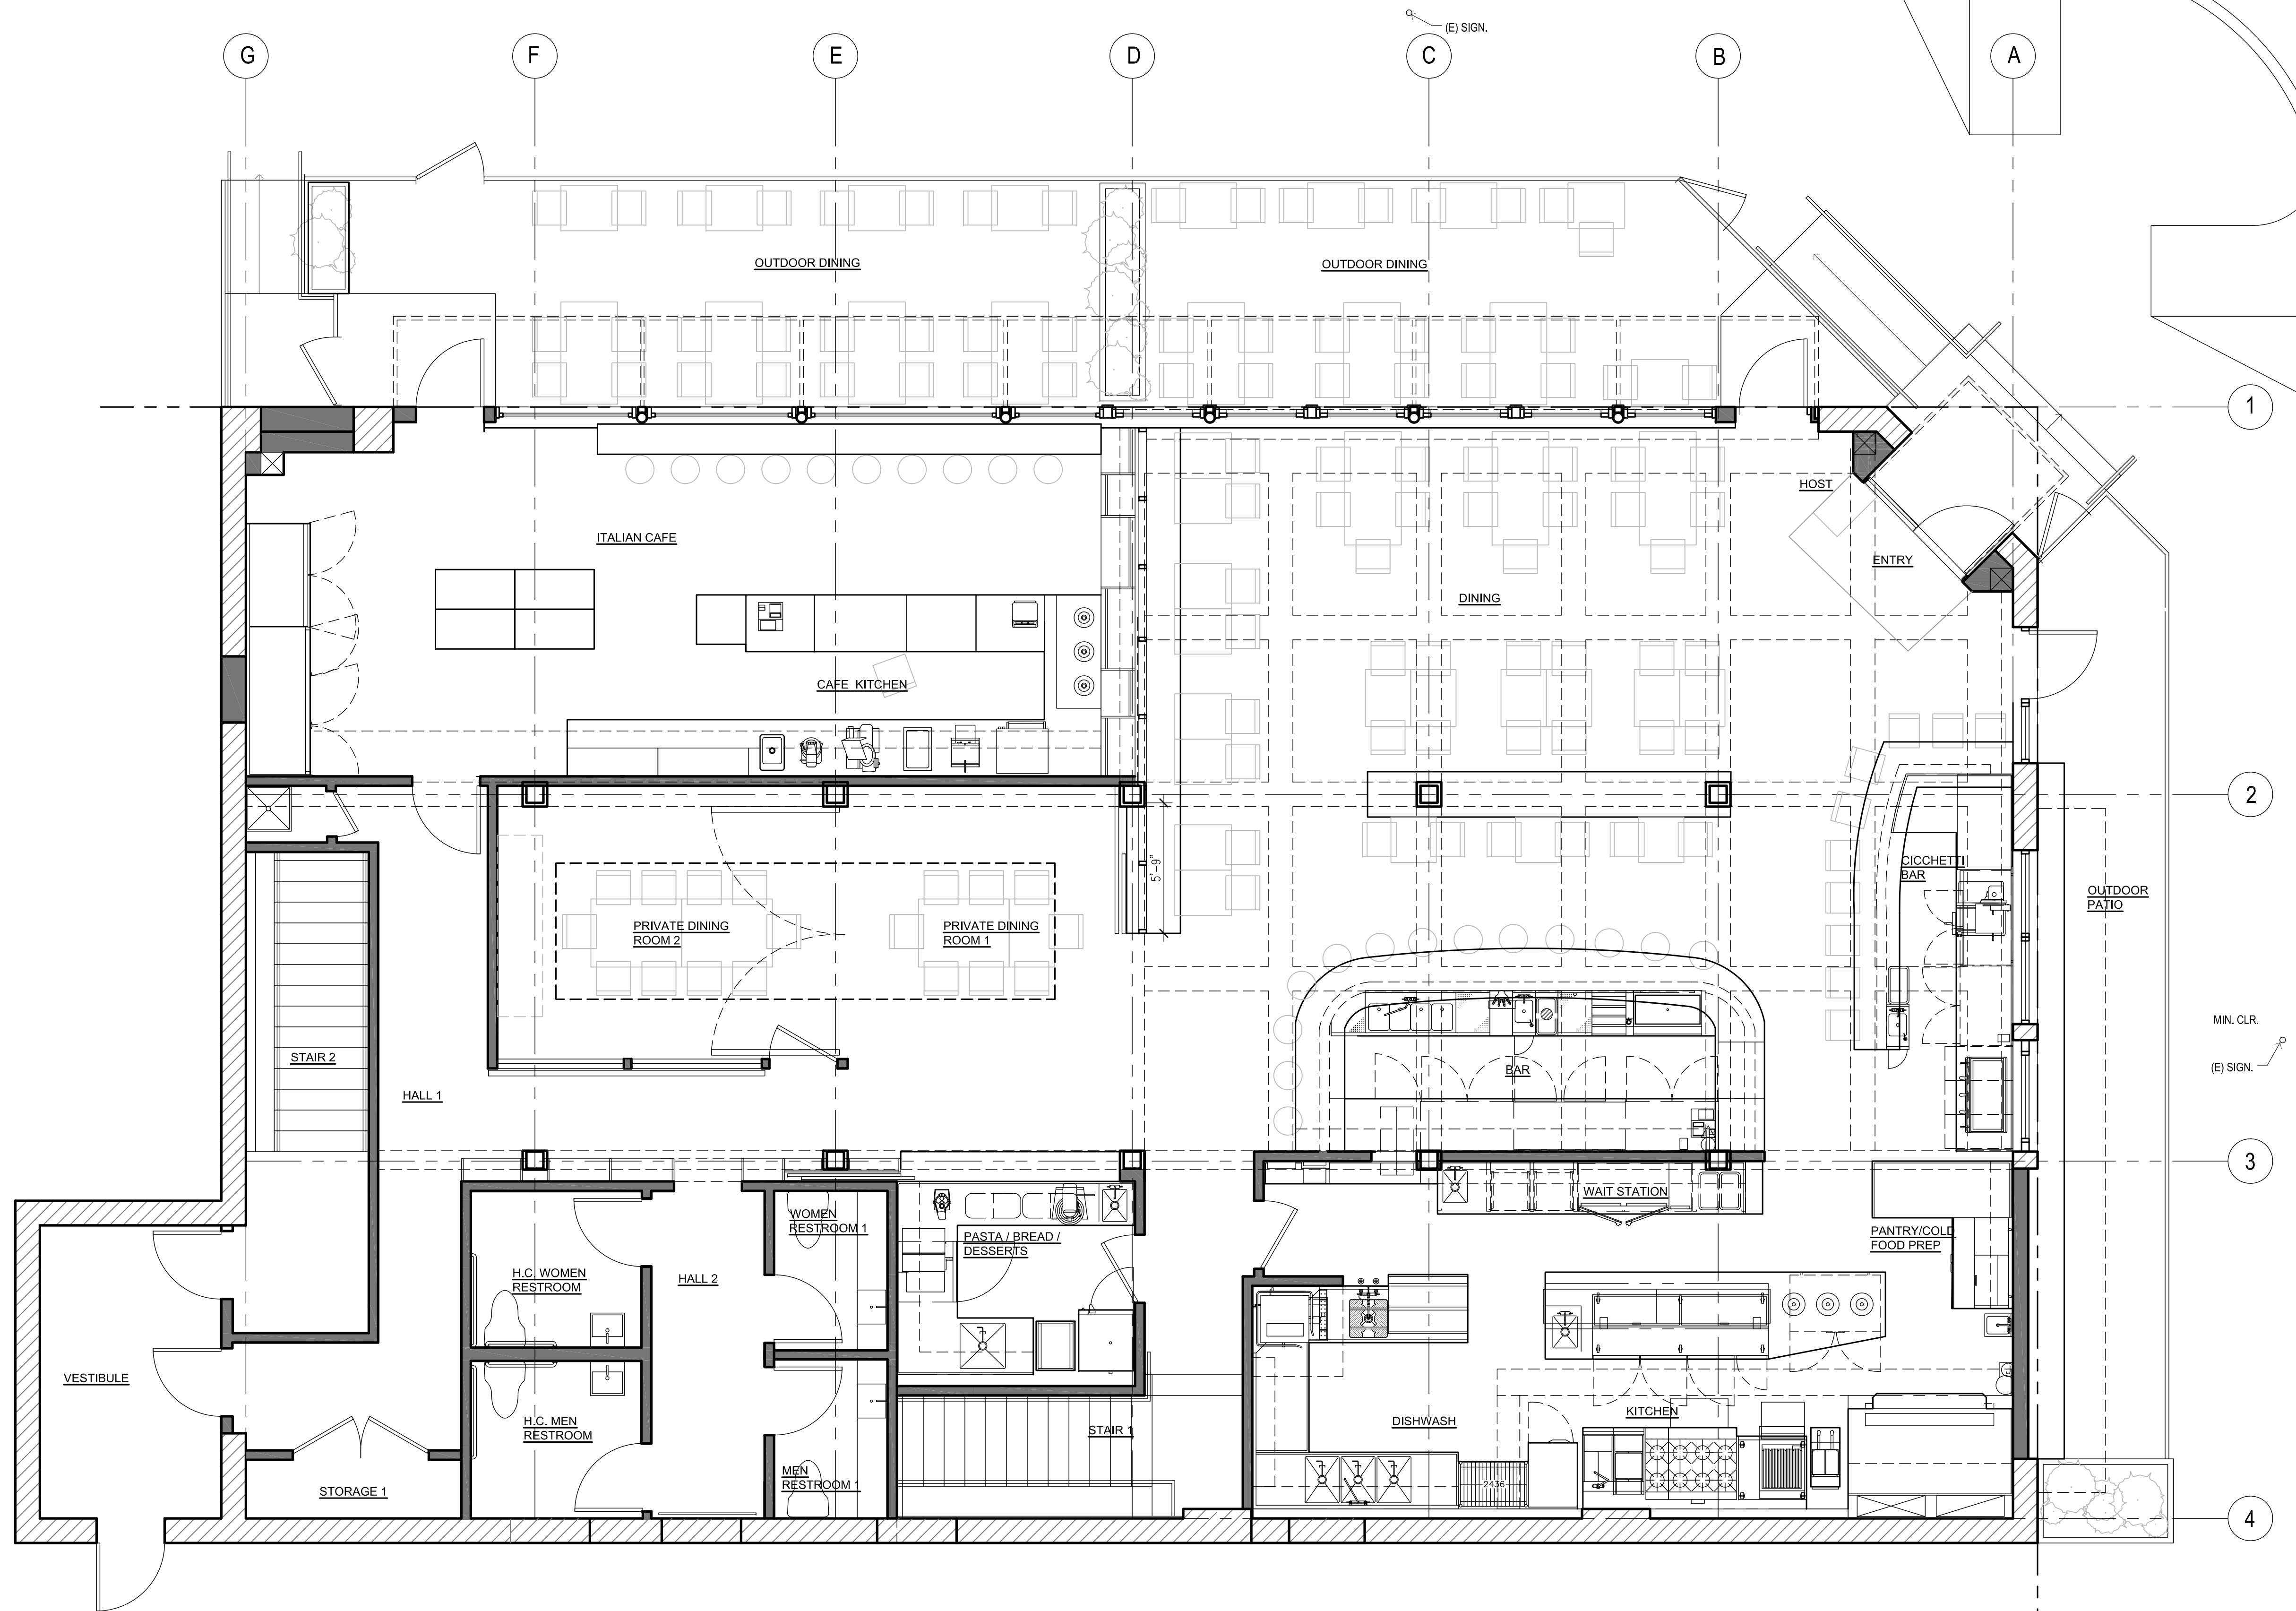 (E) SIGN.
G
F
E
D
C
B
A
OUTDOOR DINING
OUTDOOR DINING
1
HOST
ITALIAN CAFE
ENTRY
DINING
CAFE KITCHEN
2
5'-9"
CICCHETTI
BAR
OUTDOOR
PATIO
PRIVATE DINING
ROOM 2
PRIVATE DINING
ROOM 1
MIN. CLR.
STAIR 2
BAR
(E) SIGN.
HALL 1
3
WAIT STATION
WOMEN
RESTROOM 1
PASTA / BREAD /
DESSERTS
PANTRY/COLD
FOOD PREP
H.C. WOMEN
RESTROOM
HALL 2
VESTIBULE
H.C. MEN
RESTROOM
STAIR 1
DISHWASH
KITCHEN
MEN
RESTROOM 1
STORAGE 1
2436
4